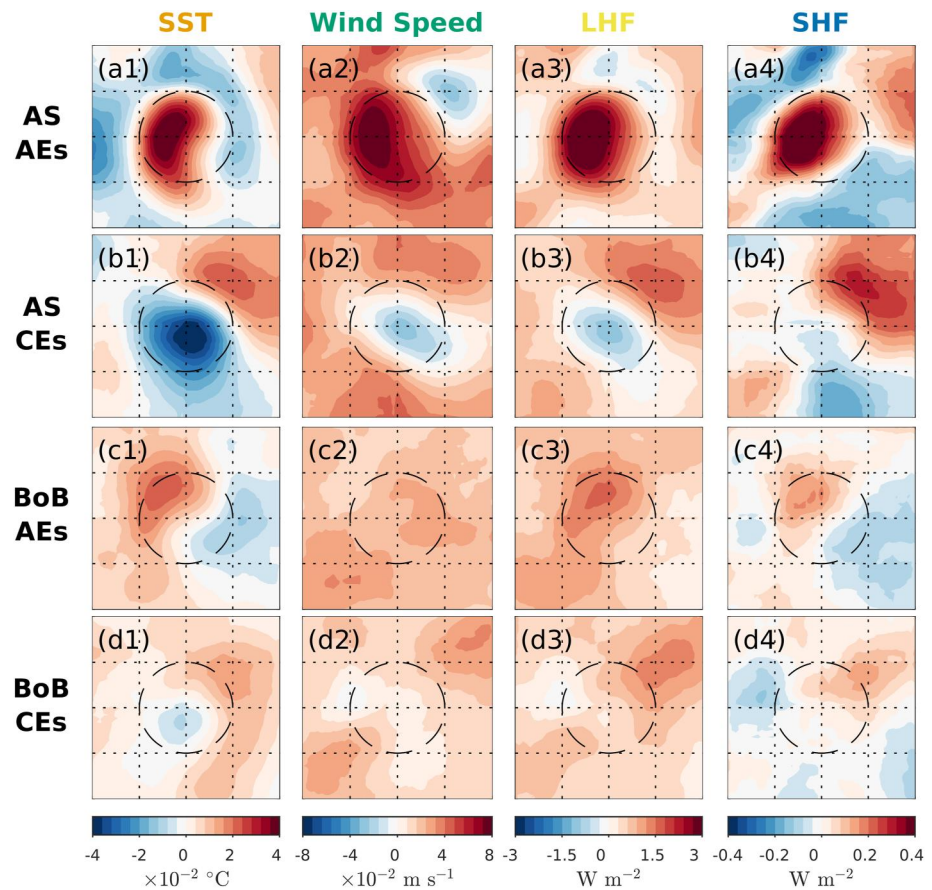 SST Wind Speed LHF SHF
AS
AEs
(a1) (a2) (a3) (a4)
AS
CEs
(b1) (b2) (b3) (b4)
BoB
AEs
(c1) (c2) (c3) (c4)
BoB
CEs
(d1) (d2) (d3) (d4)
-4 -2 0 2 4 -8 -4 0 4 8 -3 -1.5 0 1.5 3 -0.4 -0.2 0 0.2 0.4
×10⁻² °C ×10⁻² m s⁻¹ W m⁻² W m⁻²